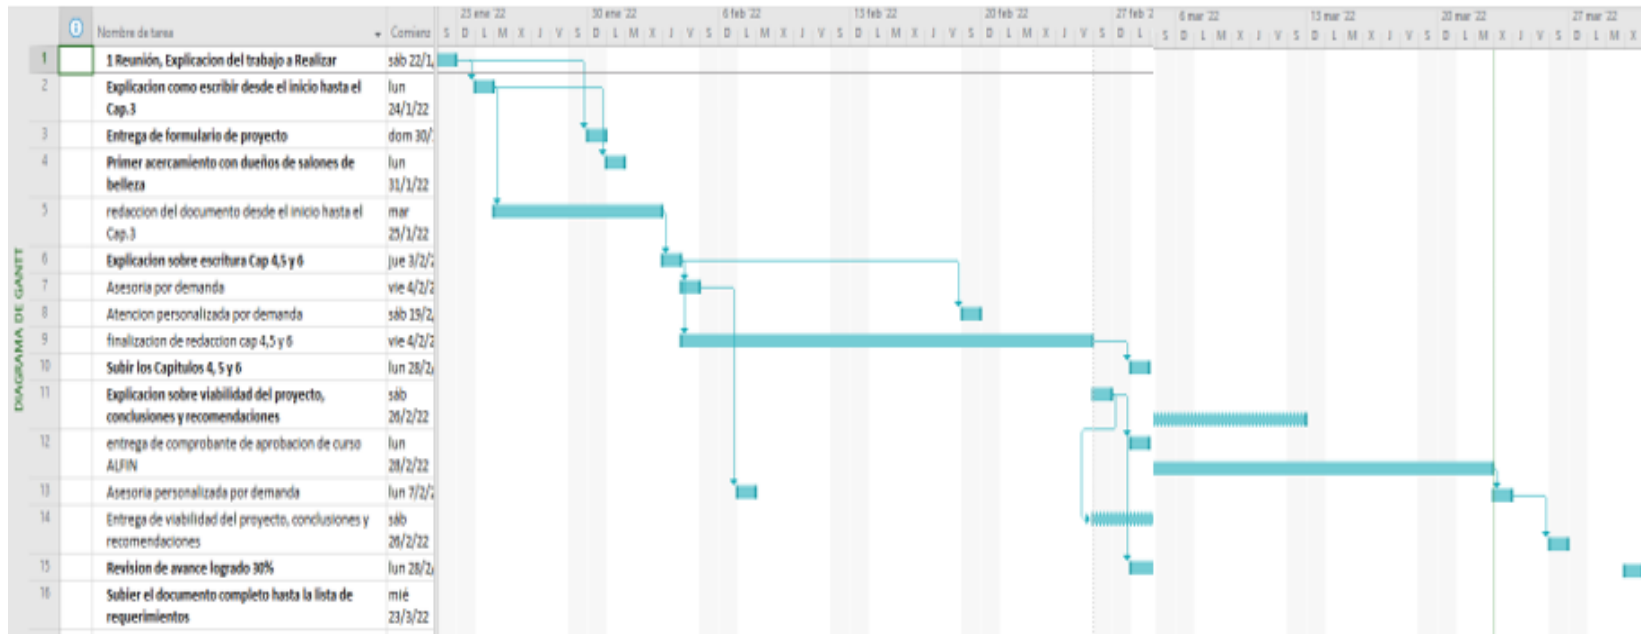 DIAGRAMA DE GANTT
Nombre de tarea
Comienz
23 ene '22
30 ene '22
6 feb '22
13 feb '22
20 feb '22
27 feb '2
6 mar '22
13 mar '22
20 mar '22
27 mar '22
S D L M X J V S D L M X J V S D L M X J V S D L M X J V S D L M X J V S D L
S D L M X J V S D L M X J V S D L M X J V S D L M X
1 1 Reunión, Explicacion del trabajo a Realizar sáb 22/1,
2 Explicacion como escribir desde el inicio hasta el lun
Cap.3 24/1/22
3 Entrega de formulario de proyecto dom 30/
4 Primer acercamiento con dueños de salones de lun
belleza 31/1/22
5 redaccion del documento desde el inicio hasta el mar
Cap.3 25/1/22
6 Explicacion sobre escritura Cap 4,5 y 6 jue 3/2/2
7 Asesoria por demanda vie 4/2/2
8 Atencion personalizada por demanda sáb 19/2,
9 finalizacion de redaccion cap 4,5 y 6 vie 4/2/2
10 Subir los Capitulos 4, 5 y 6 lun 28/2/
11 Explicacion sobre viabilidad del proyecto, sáb
conclusiones y recomendaciones 26/2/22
12 entrega de comprobante de aprobacion de curso lun
ALFIN 28/2/22
13 Asesoria personalizada por demanda lun 7/2/2
14 Entrega de viabilidad del proyecto, conclusiones y sáb
recomendaciones 26/2/22
15 Revision de avance logrado 30% lun 28/2/
16 Subier el documento completo hasta la lista de mié
requerimientos 23/3/22